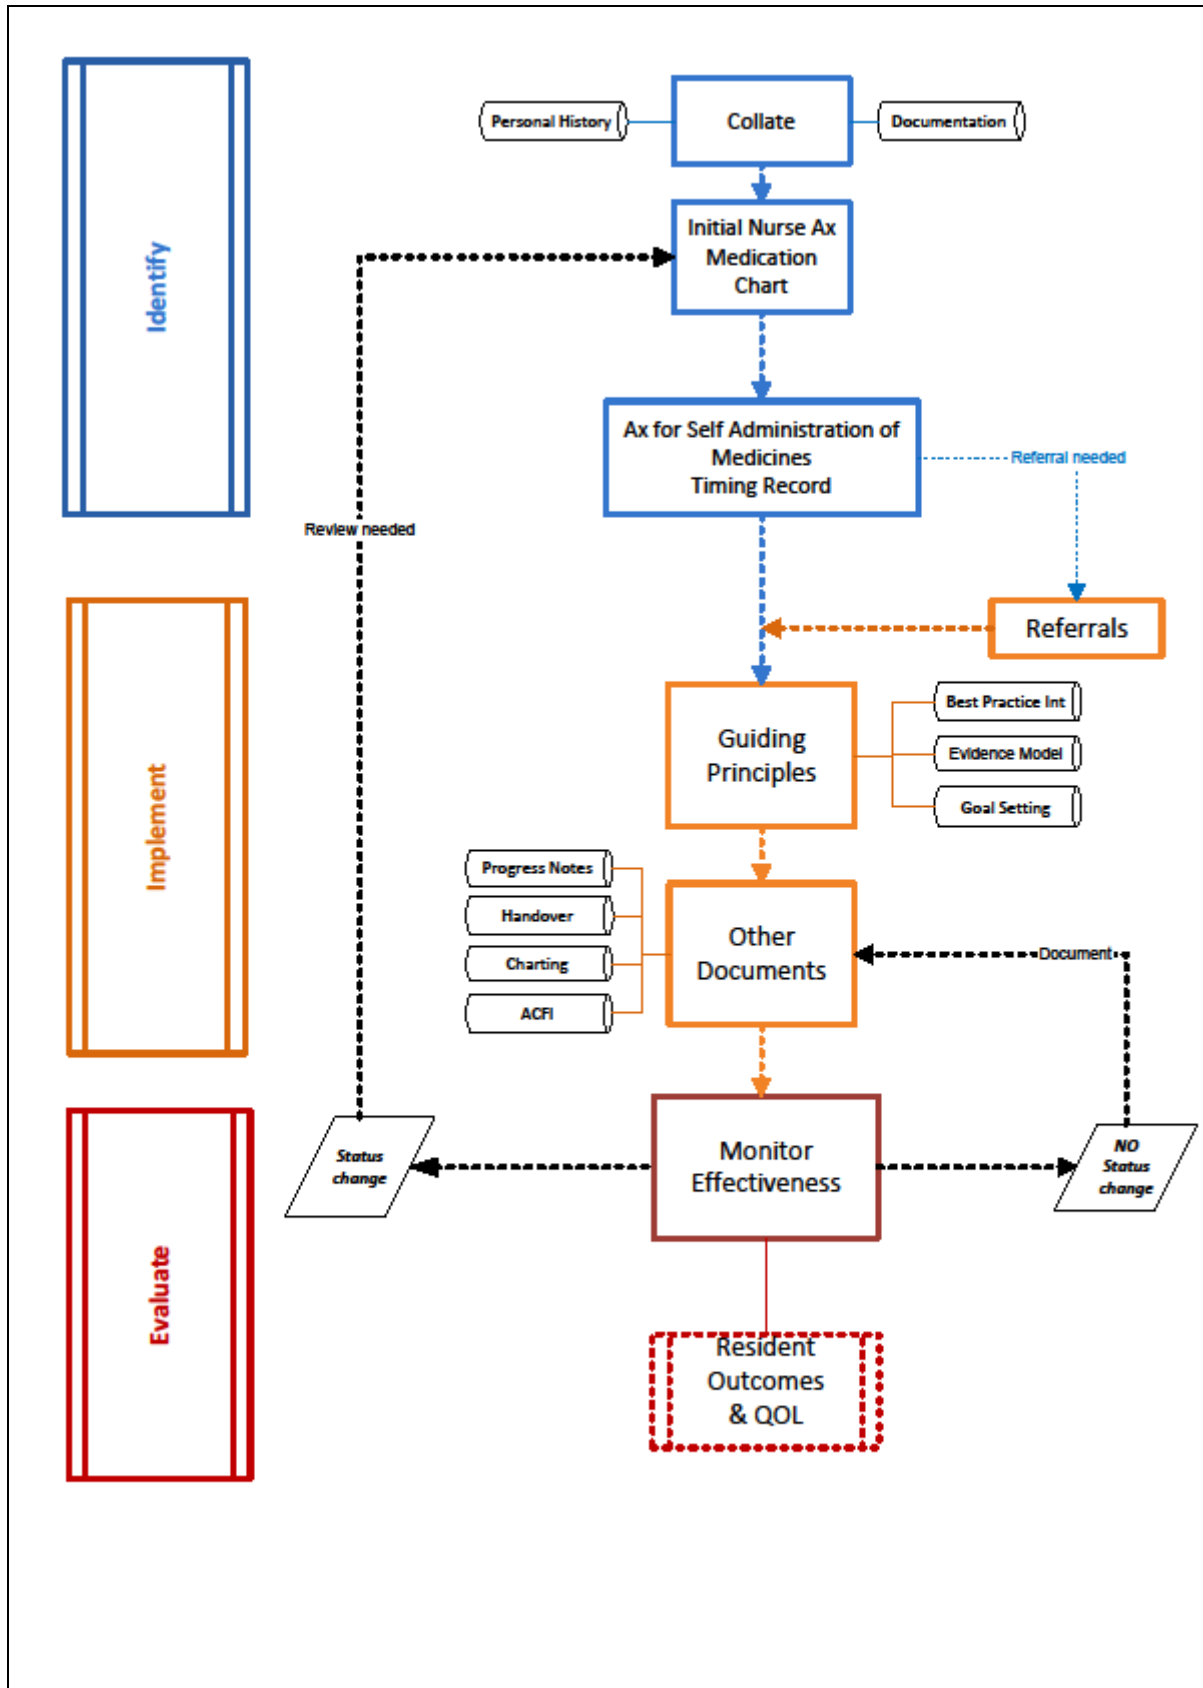 Identify
Personal History
Collate
Documentation
Initial Nurse Ax
Medication
Chart
Ax for Self Administration of
Medicines
Timing Record
Referral needed
Review needed
Implement
Referrals
Guiding
Principles
Best Practice Int
Evidence Model
Goal Setting
Progress Notes
Handover
Charting
ACFI
Other
Documents
Document
Evaluate
Status
change
Monitor
Effectiveness
NO
Status
change
Resident
Outcomes
& QOL